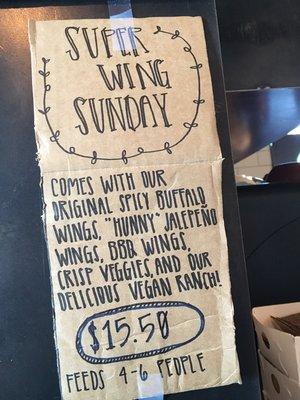 SUPER
WING
SUNDAY
COMES WITH OUR
ORIGINAL SPICY BUFFALO
WINGS, "HUNNY" JALEPEÑO
WINGS, BBQ WINGS,
CRISP VEGGIES, AND OUR
DELICIOUS VEGAN RANCH!
$15.50
FEEDS 4-6 PEOPLE